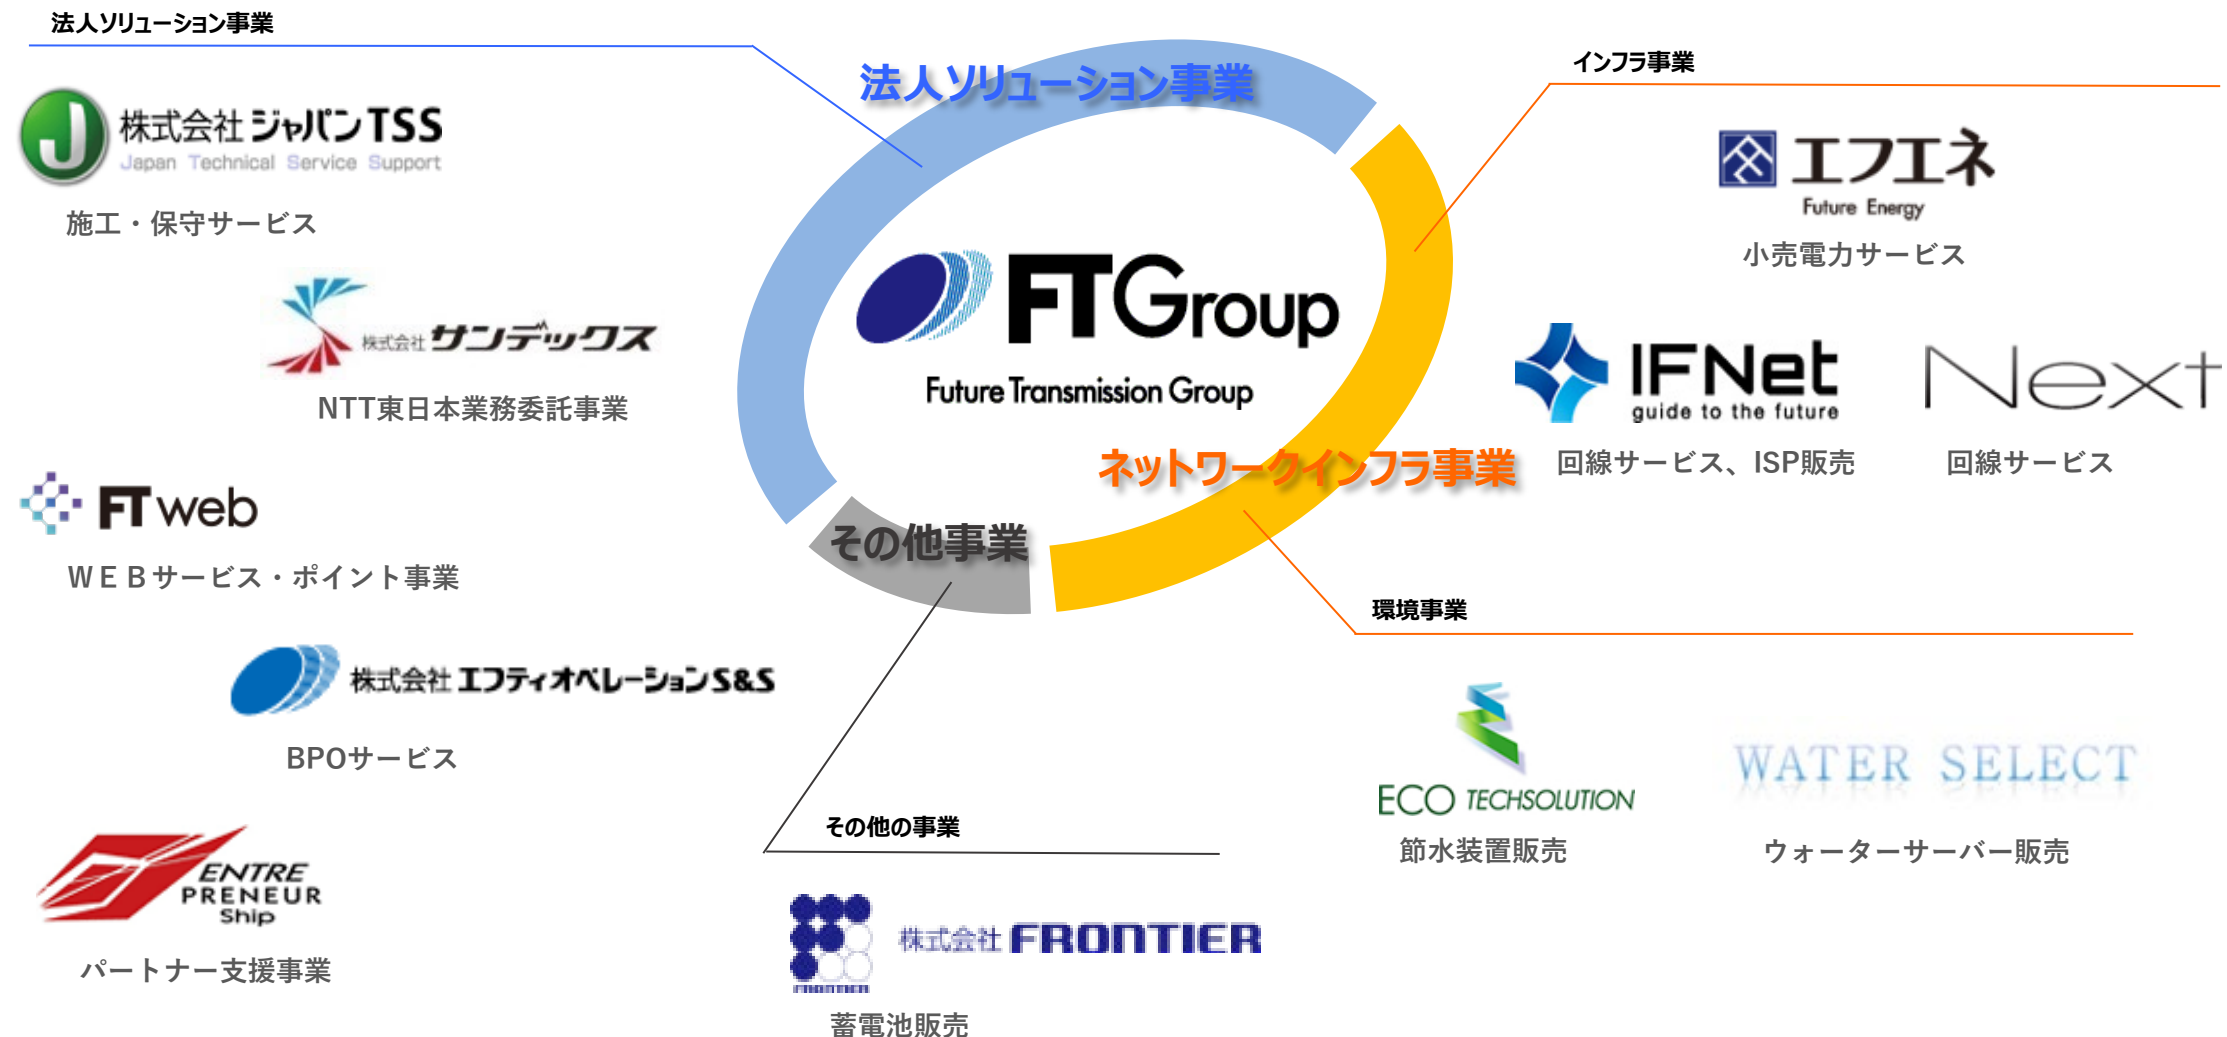 法人ソリューション事業
株式会社 ジャパンTSS
Japan Technical Service Support
施工・保守サービス
株式会社 サンデックス
NTT東日本業務委託事業
FTweb
ＷＥＢサービス・ポイント事業
株式会社 エフティオペレーションS&S
BPOサービス
ENTRE
PRENEUR
Ship
パートナー支援事業
法人ソリューション事業
FTGroup
Future Transmission Group
ネットワークインフラ事業
その他事業
インフラ事業
エフエネ
Future Energy
小売電力サービス
IFNet
guide to the future
回線サービス、ISP販売
Next
回線サービス
環境事業
ECO TECHSOLUTION
節水装置販売
WATER SELECT
ウォーターサーバー販売
その他の事業
株式会社 FRONTIER
FRONTIER
蓄電池販売